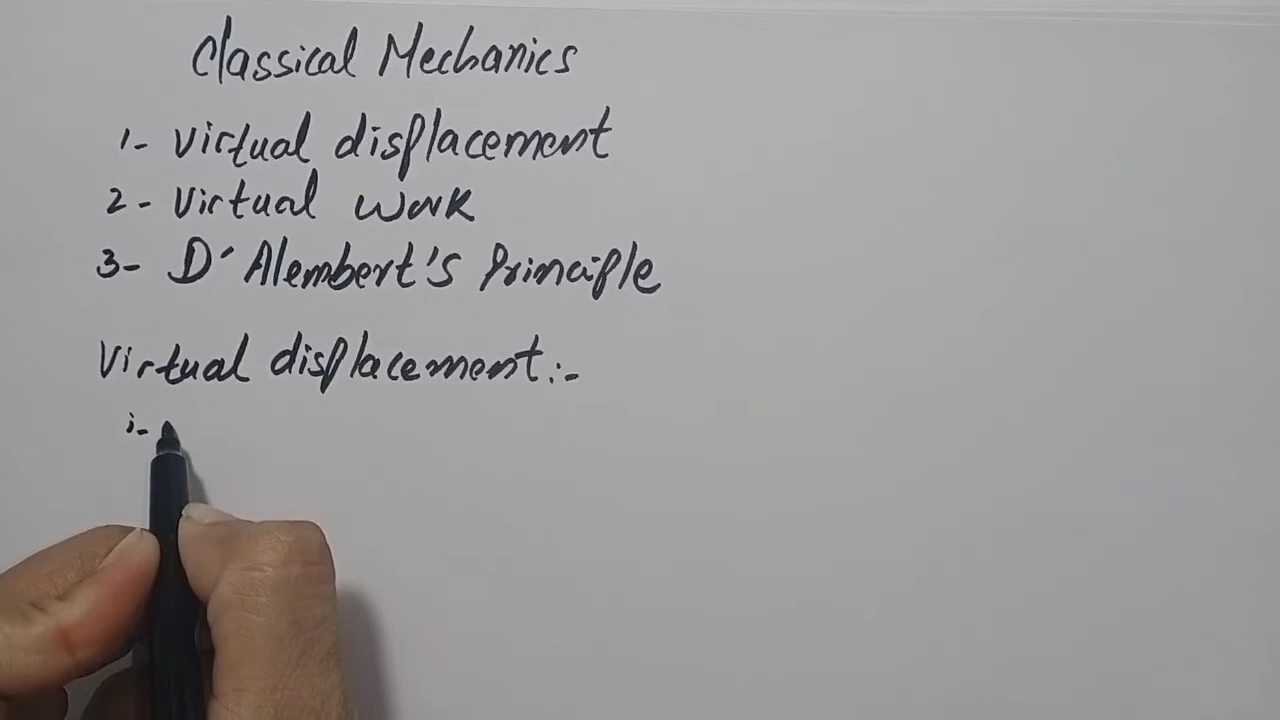 Classical Mechanics
1- Virtual displacement
2- Virtual Work
3- D'Alembert's Principle
Virtual displacement:-
i-